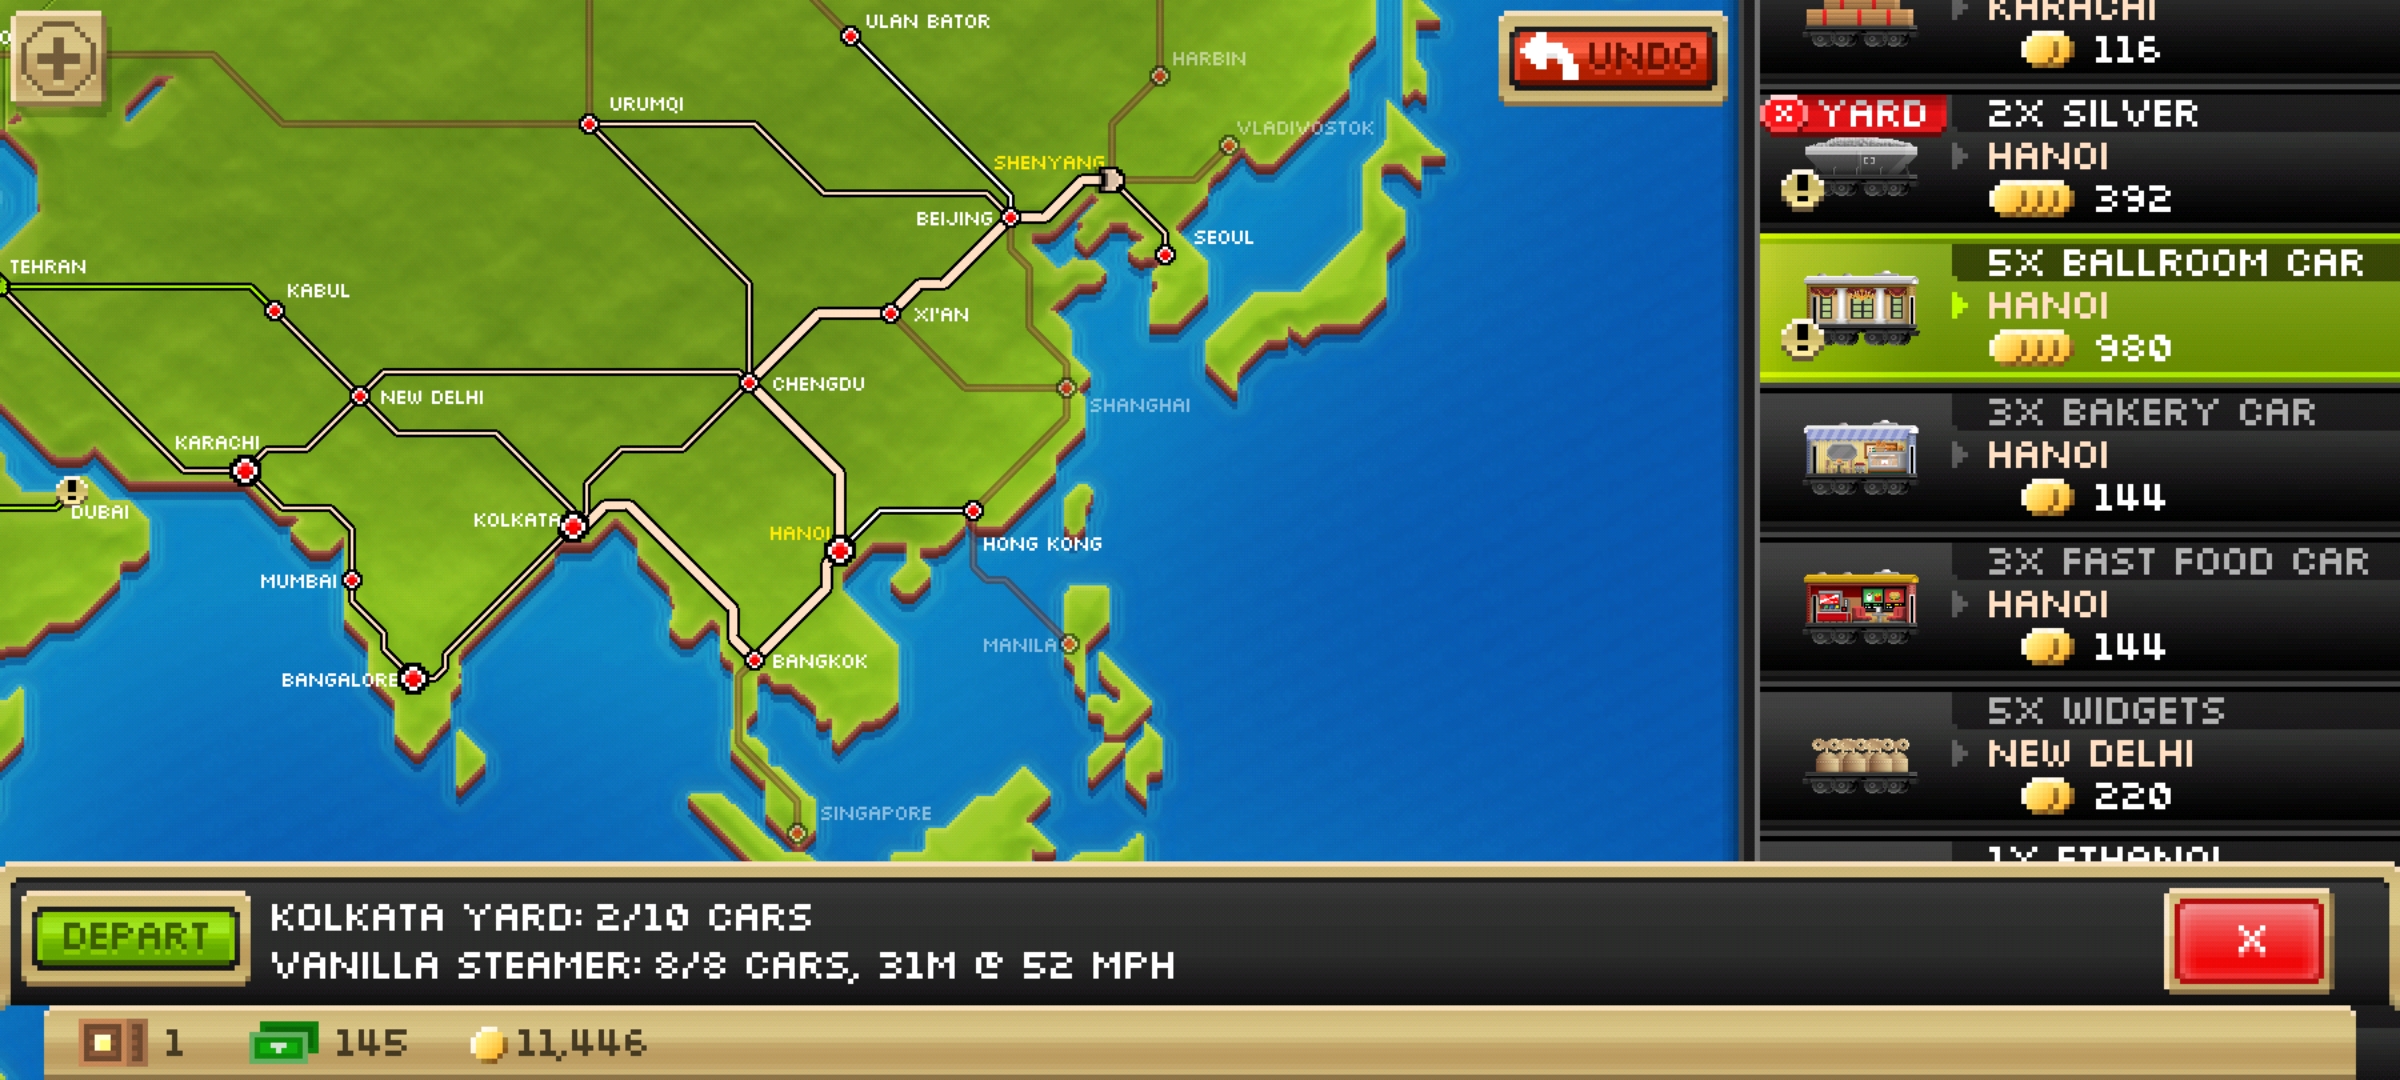 ULAN BATOR
HARBIN
URUMQI
VLADIVOSTOK
SHENYANG
BEIJING
SEOUL
TEHRAN
KABUL
XI'AN
CHENGDU
NEW DELHI
SHANGHAI
KARACHI
DUBAI
KOLKATA
HANOI
HONG KONG
MUMBAI
MANILA
BANGKOK
BANGALORE
SINGAPORE
UNDO
KARACHI
116
YARD
2X SILVER
HANOI
392
5X BALLROOM CAR
HANOI
980
3X BAKERY CAR
HANOI
144
3X FAST FOOD CAR
HANOI
144
5X WIDGETS
NEW DELHI
220
1X ETHANOL
DEPART
KOLKATA YARD: 2/10 CARS
VANILLA STEAMER: 8/8 CARS, 31M @ 52 MPH
X
1
145
11,446